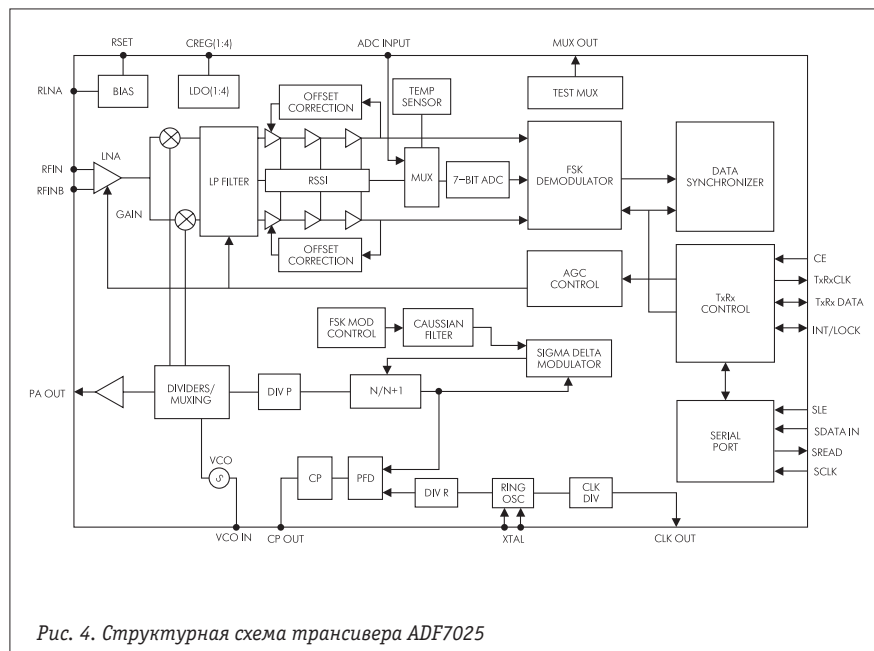 RSET
CREG(1:4)
ADC INPUT
MUX OUT
RLNA
BIAS
LDO(1:4)
OFFSET
CORRECTION
TEMP
SENSOR
TEST MUX
RFIN
RFINB
LNA
GAIN
LP FILTER
RSSI
MUX
7-BIT ADC
FSK
DEMODULATOR
DATA
SYNCHRONIZER
OFFSET
CORRECTION
AGC
CONTROL
TxRx
CONTROL
CE
TxRxCLK
TxRx DATA
INT/LOCK
FSK MOD
CONTROL
CAUSSIAN
FILTER
SIGMA DELTA
MODULATOR
PA OUT
DIVIDERS/
MUXING
DIV P
N/N+1
SERIAL
PORT
SLE
SDATA IN
SREAD
SCLK
VCO
CP
PFD
DIV R
RING
OSC
CLK
DIV
VCO IN
CP OUT
XTAL
CLK OUT
Рис. 4. Структурная схема трансивера ADF7025